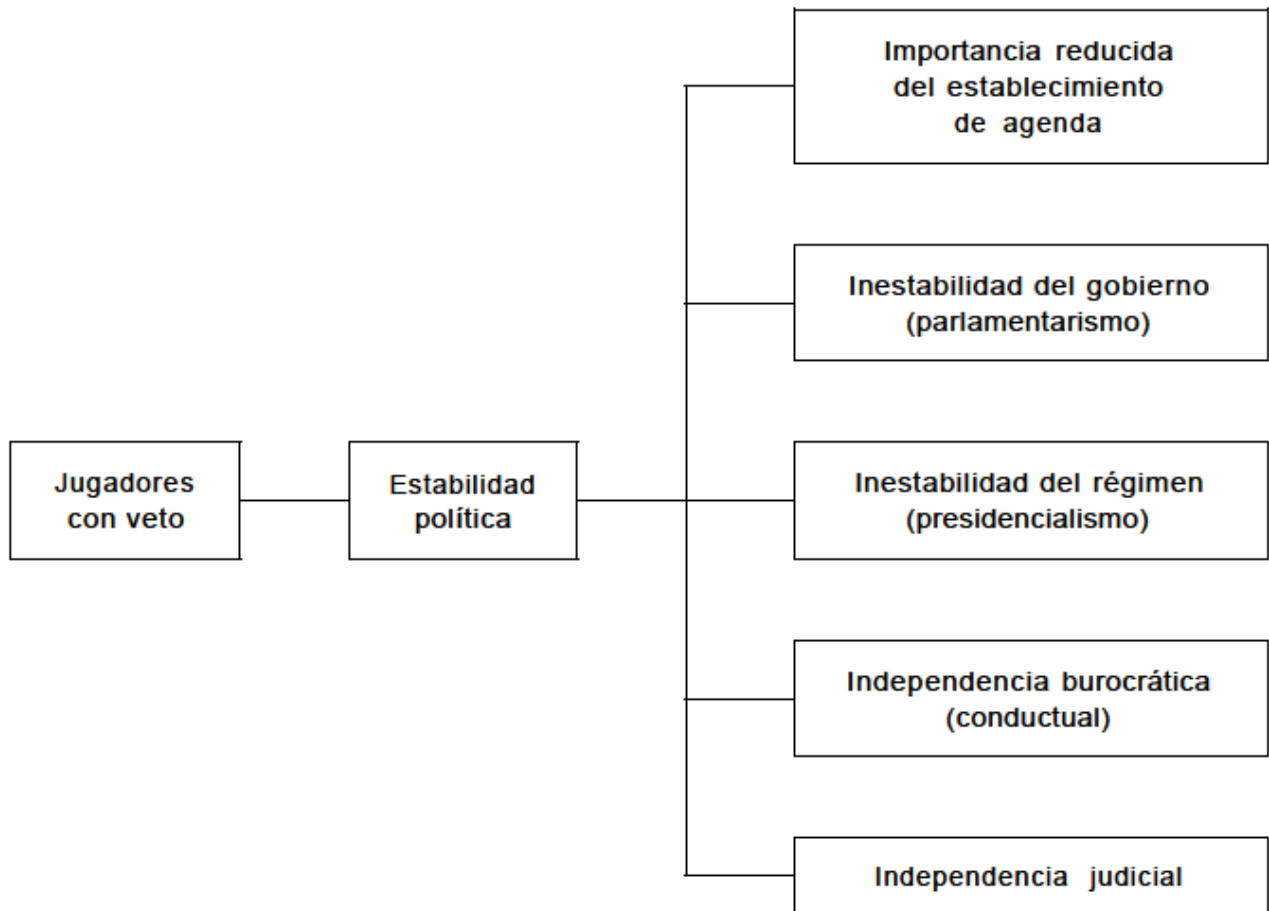 Importancia reducida
del establecimiento
de agenda
Inestabilidad del gobierno
(parlamentarismo)
Jugadores
con veto
Estabilidad
política
Inestabilidad del régimen
(presidencialismo)
Independencia burocrática
(conductual)
Independencia judicial